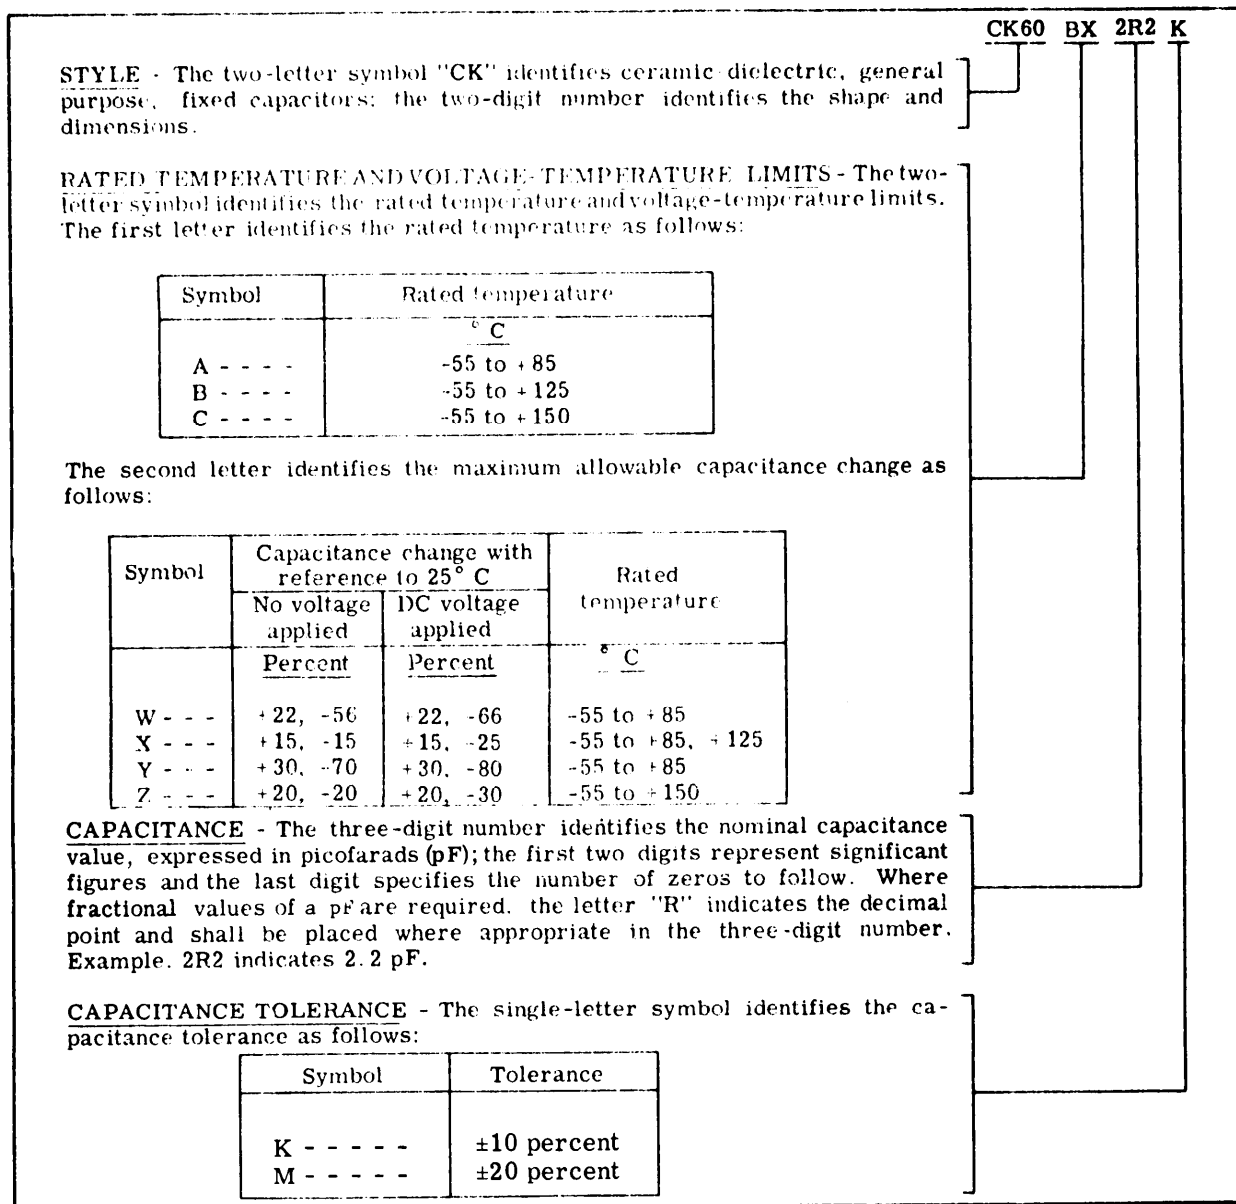 CK60 BX 2R2 K
STYLE - The two-letter symbol "CK" identifies ceramic dielectric, general
purpose, fixed capacitors; the two-digit number identifies the shape and
dimensions.
RATED TEMPERATURE AND VOLTAGE-TEMPERATURE LIMITS - The two-
letter symbol identifies the rated temperature and voltage-temperature limits.
The first letter identifies the rated temperature as follows:
Symbol Rated temperature
° C
A - - - - -55 to +85
B - - - - -55 to +125
C - - - - -55 to +150
The second letter identifies the maximum allowable capacitance change as
follows:
Symbol Capacitance change with reference to 25° C Rated temperature
No voltage applied DC voltage applied
Percent Percent ° C
W - - - +22, -56 +22, -66 -55 to +85
X - - - +15, -15 +15, -25 -55 to +85, +125
Y - - - +30, -70 +30, -80 -55 to +85
Z - - - +20, -20 +20, -30 -55 to +150
CAPACITANCE - The three-digit number identifies the nominal capacitance
value, expressed in picofarads (pF); the first two digits represent significant
figures and the last digit specifies the number of zeros to follow. Where
fractional values of a pF are required, the letter "R" indicates the decimal
point and shall be placed where appropriate in the three-digit number.
Example. 2R2 indicates 2.2 pF.
CAPACITANCE TOLERANCE - The single-letter symbol identifies the ca-
pacitance tolerance as follows:
Symbol Tolerance
K - - - - - ±10 percent
M - - - - - ±20 percent